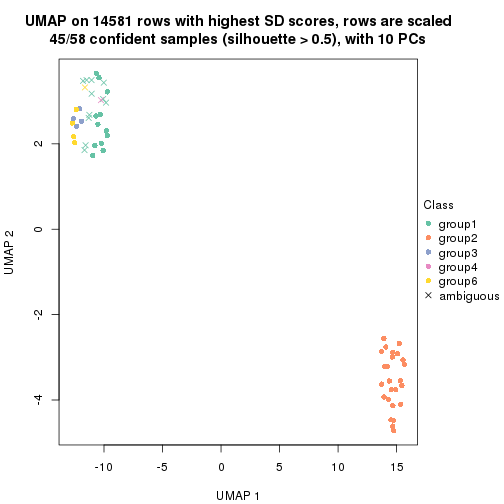 UMAP on 14581 rows with highest SD scores, rows are scaled
45/58 confident samples (silhouette > 0.5), with 10 PCs
UMAP 2
2
0
-2
-4
-10
-5
0
5
10
15
UMAP 1
Class
group1
group2
group3
group4
group6
ambiguous